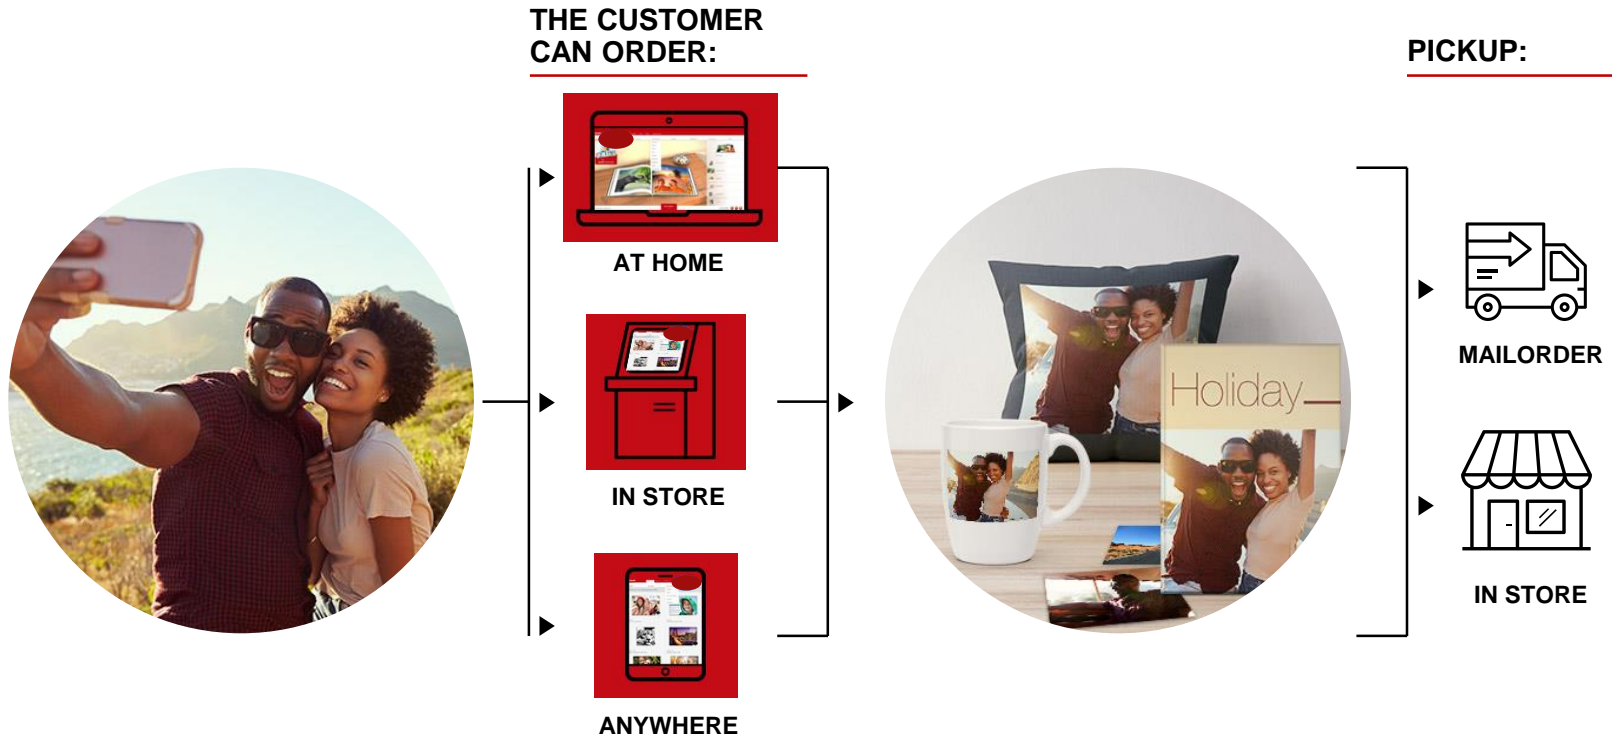 THE CUSTOMER
CAN ORDER:
PICKUP:
AT HOME
IN STORE
ANYWHERE
Holiday
MAILORDER
IN STORE